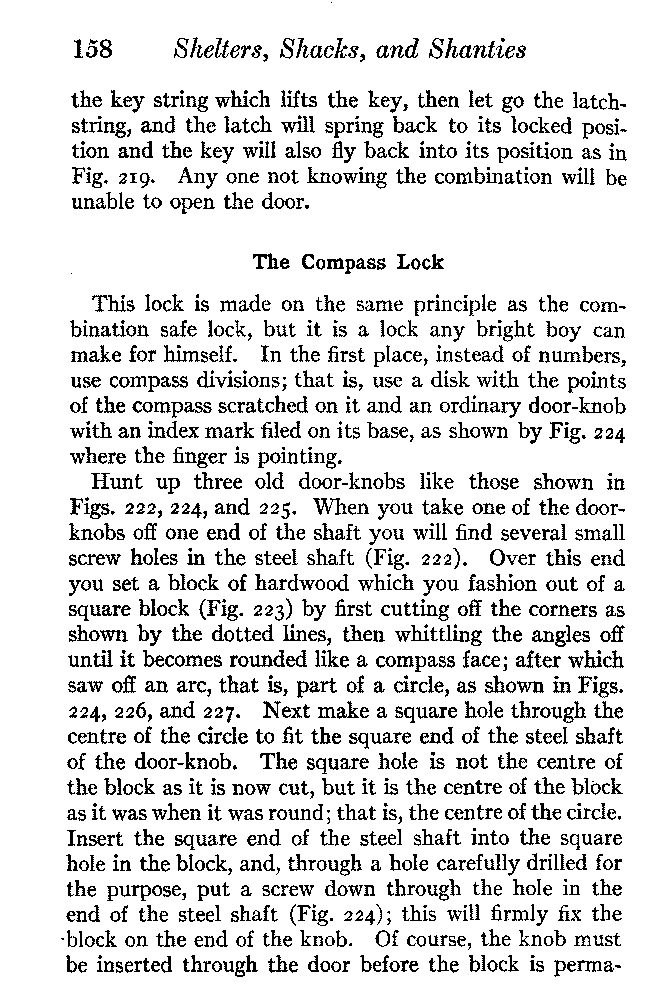 158 Shelters, Shacks, and Shanties
the key string which lifts the key, then let go the latch-
string, and the latch will spring back to its locked posi-
tion and the key will also fly back into its position as in
Fig. 219. Any one not knowing the combination will be
unable to open the door.
The Compass Lock
This lock is made on the same principle as the com-
bination safe lock, but it is a lock any bright boy can
make for himself. In the first place, instead of numbers,
use compass divisions; that is, use a disk with the points
of the compass scratched on it and an ordinary door-knob
with an index mark filed on its base, as shown by Fig. 224
where the finger is pointing.
Hunt up three old door-knobs like those shown in
Figs. 222, 224, and 225. When you take one of the door-
knobs off one end of the shaft you will find several small
screw holes in the steel shaft (Fig. 222). Over this end
you set a block of hardwood which you fashion out of a
square block (Fig. 223) by first cutting off the corners as
shown by the dotted lines, then whittling the angles off
until it becomes rounded like a compass face; after which
saw off an arc, that is, part of a circle, as shown in Figs.
224, 226, and 227. Next make a square hole through the
centre of the circle to fit the square end of the steel shaft
of the door-knob. The square hole is not the centre of
the block as it is now cut, but it is the centre of the block
as it was when it was round; that is, the centre of the circle.
Insert the square end of the steel shaft into the square
hole in the block, and, through a hole carefully drilled for
the purpose, put a screw down through the hole in the
end of the steel shaft (Fig. 224); this will firmly fix the
block on the end of the knob. Of course, the knob must
be inserted through the door before the block is perma-